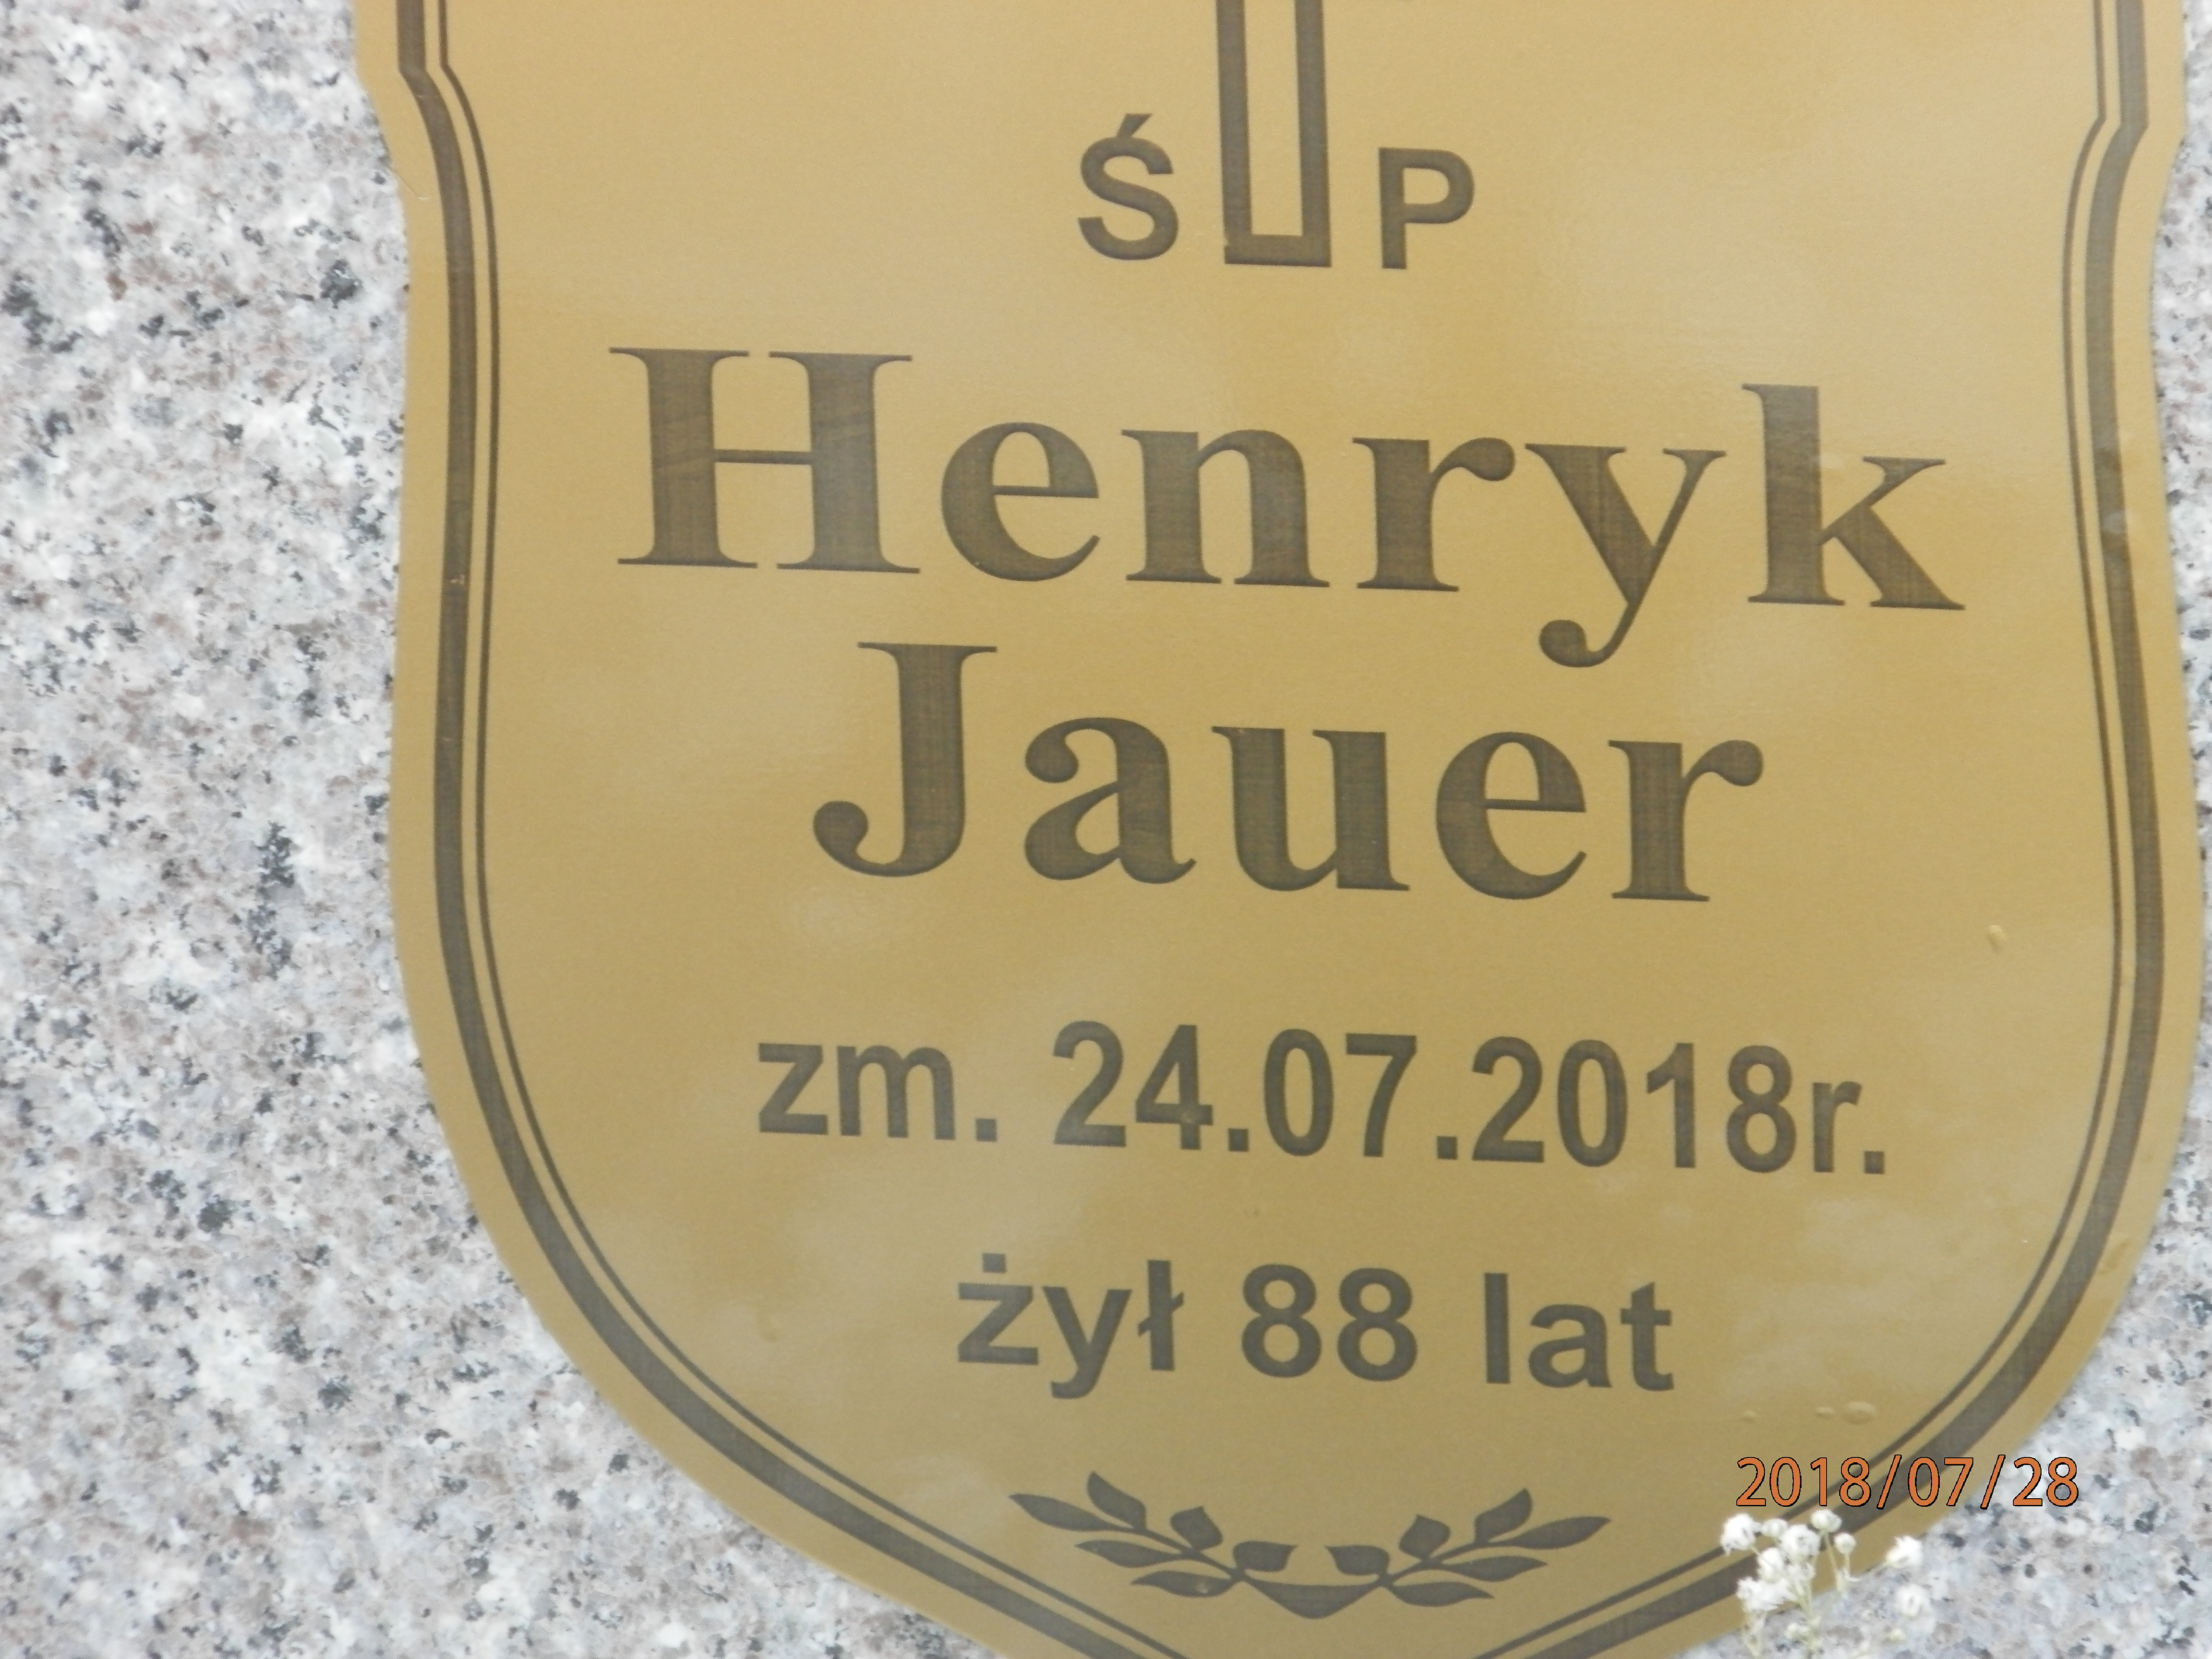 Ś P
Henryk
Jauer
zm. 24.07.2018r.
żył 88 lat
2018/07/28